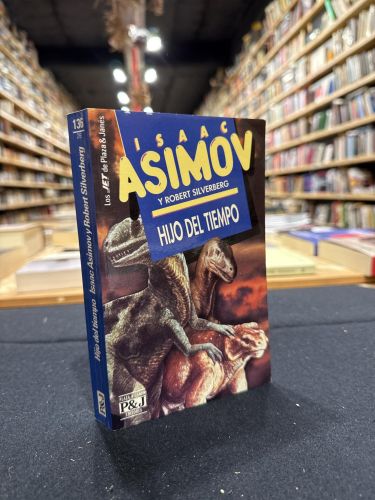 ISAAC
ASIMOV
Y ROBERT SILVERBERG
HIJO DEL TIEMPO
P&J
136
Los JET de Plaza & Janés
Hijo del tiempo Isaac Asimov y Robert Silverberg